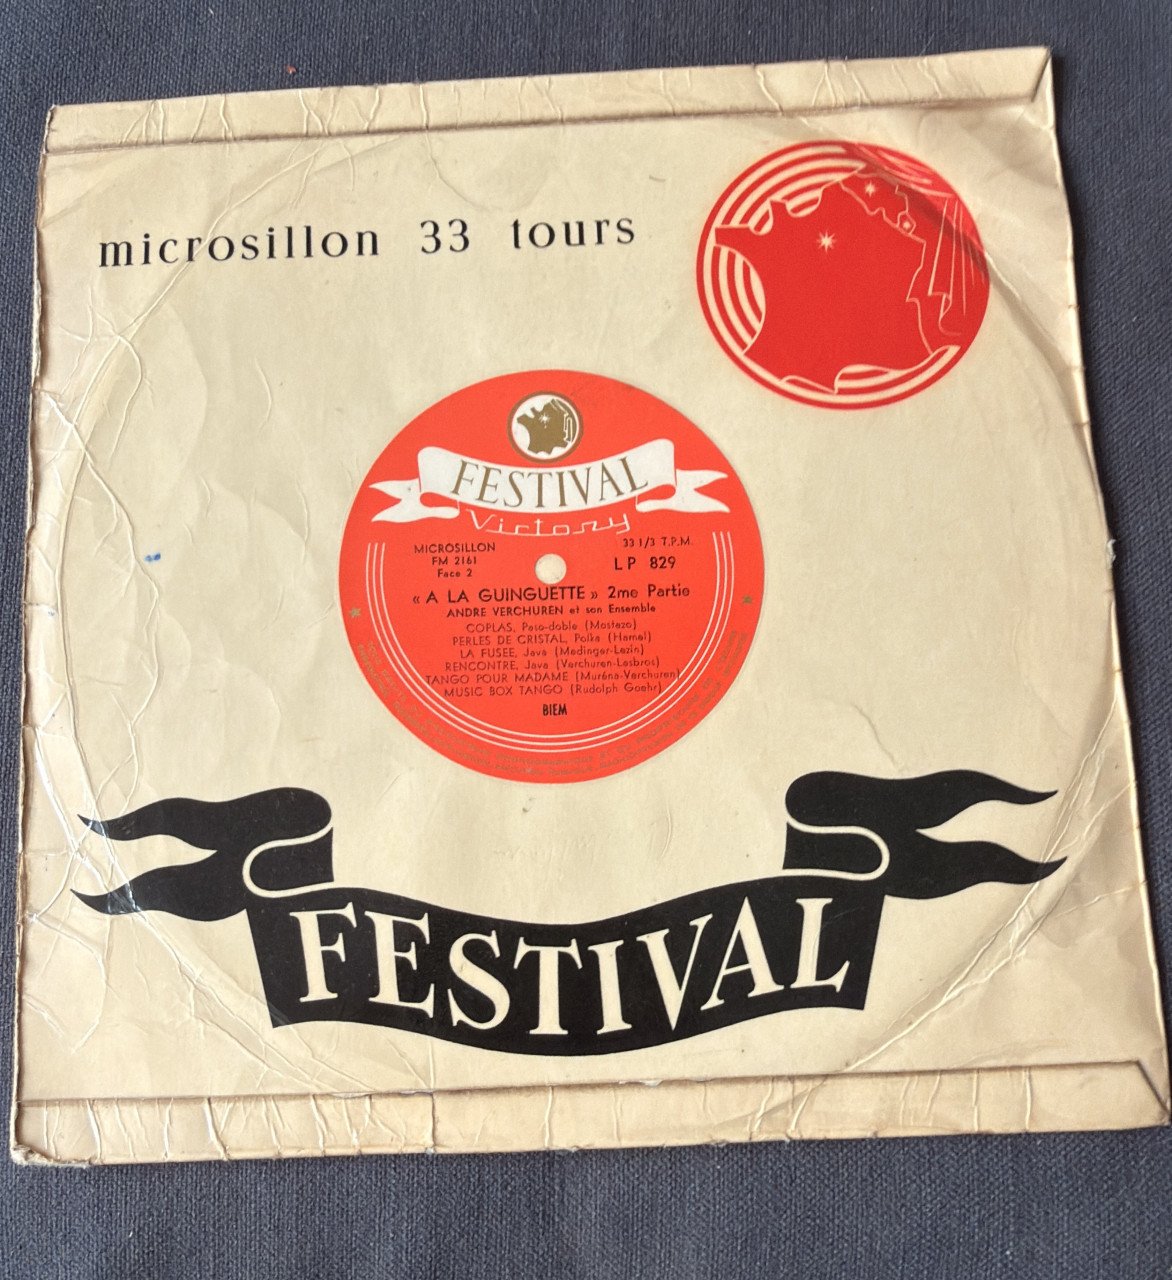 microsillon 33 tours
FESTIVAL
Victory
MICROSILLON
FM 2161
Face 2
33 1/3 T.P.M.
LP 829
« A LA GUINGUETTE » 2me Partie
ANDRE VERCHUREN et son Ensemble
COPLAS, Paso-doble (Mostazo)
PERLES DE CRISTAL, Polka (Hamel)
LA FUSEE, Java (Medinger-Lezin)
RENCONTRE, Java (Verchuren-Lesbros)
TANGO POUR MADAME (Muréna-Verchuren)
MUSIC BOX TANGO (Rudolph Goehr)
BIEM
FESTIVAL